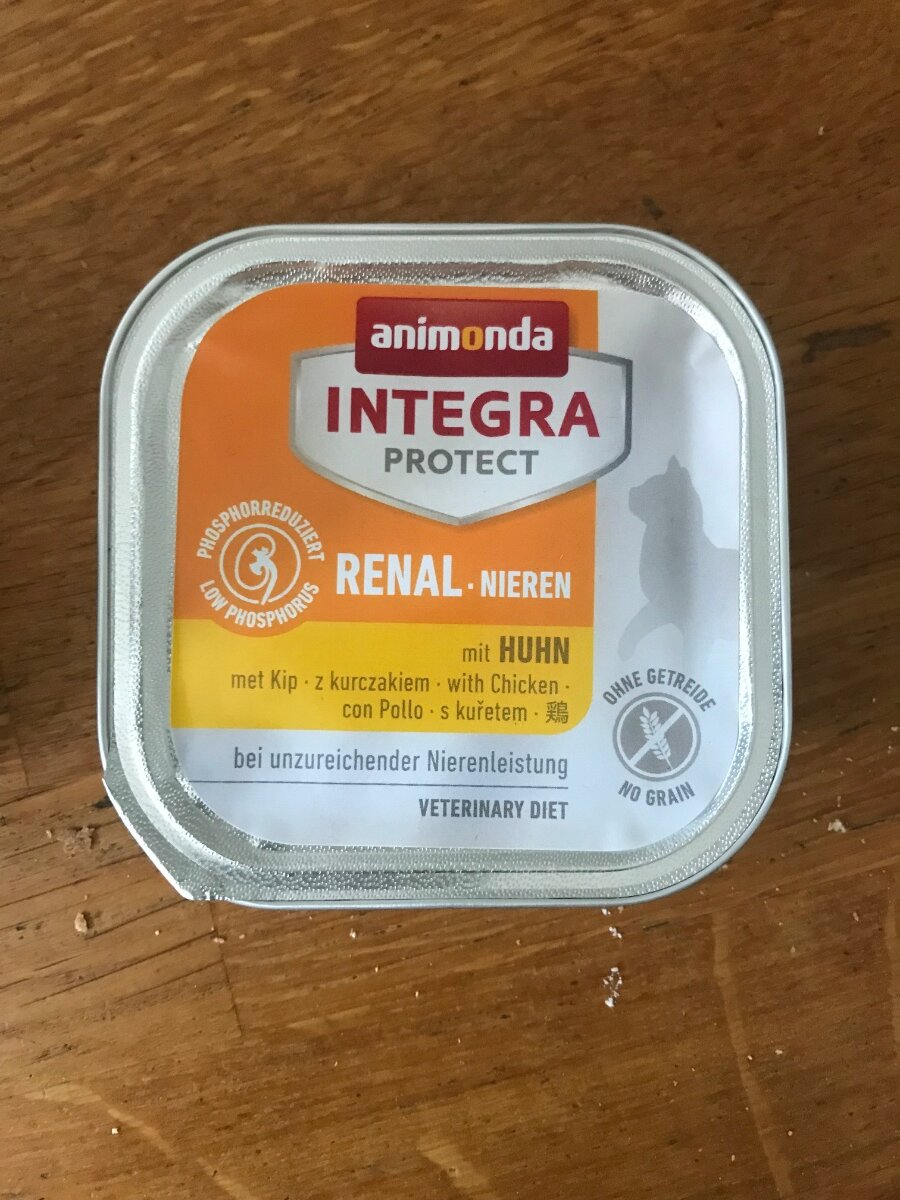 animonda
INTEGRA
PROTECT
PHOSPHORREDUZIERT
LOW PHOSPHORUS
RENAL · NIEREN
mit HUHN
met Kip · z kurczakiem · with Chicken ·
con Pollo · s kuřetem · 鶏
bei unzureichender Nierenleistung
VETERINARY DIET
OHNE GETREIDE
NO GRAIN